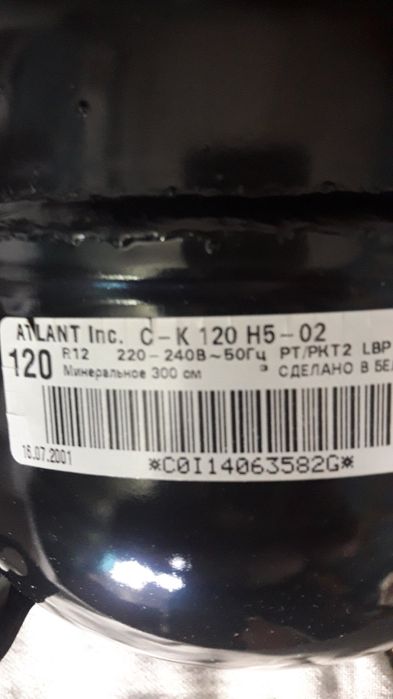 ATLANT Inc. C-K 120 H5-02
120 R12 220-240В~50Гц PT/PKT2 LBP
Минеральное 300 см³ СДЕЛАНО В БЕЛ
16.07.2001
*C0I14063582G*